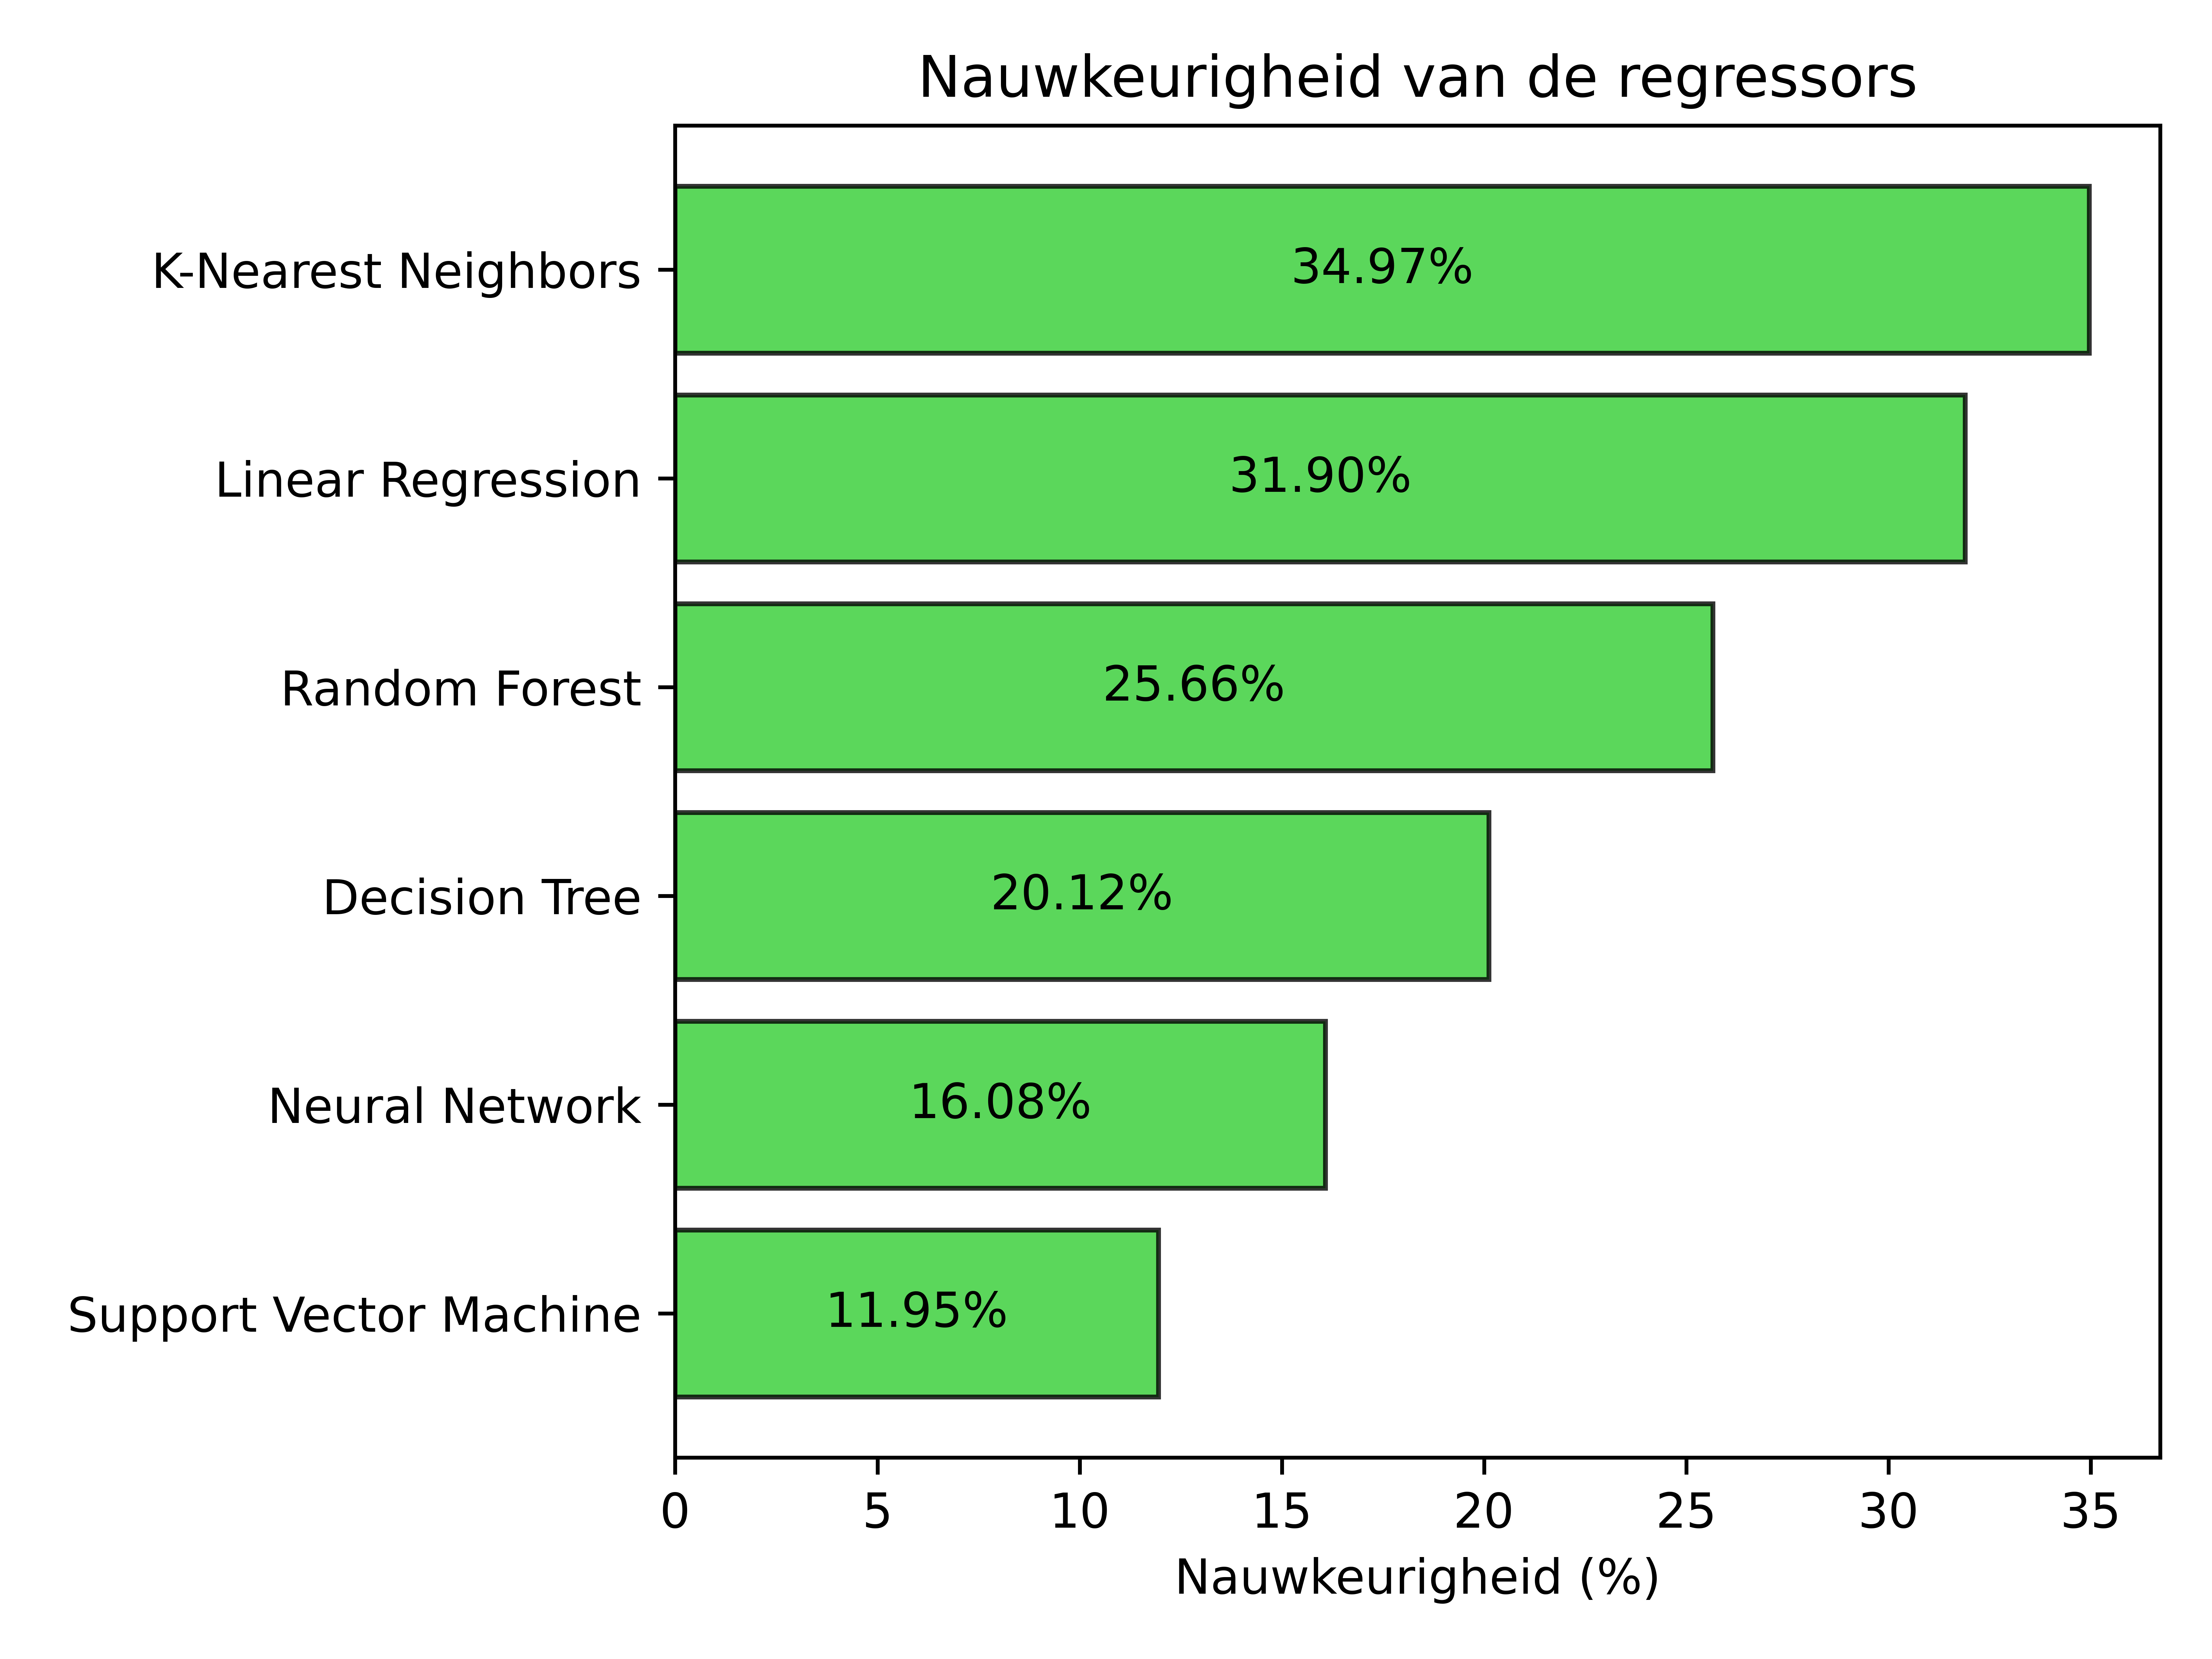 Nauwkeurigheid van de regressors
K-Nearest Neighbors
34.97%
Linear Regression
31.90%
Random Forest
25.66%
Decision Tree
20.12%
Neural Network
16.08%
Support Vector Machine
11.95%
0 5 10 15 20 25 30 35
Nauwkeurigheid (%)